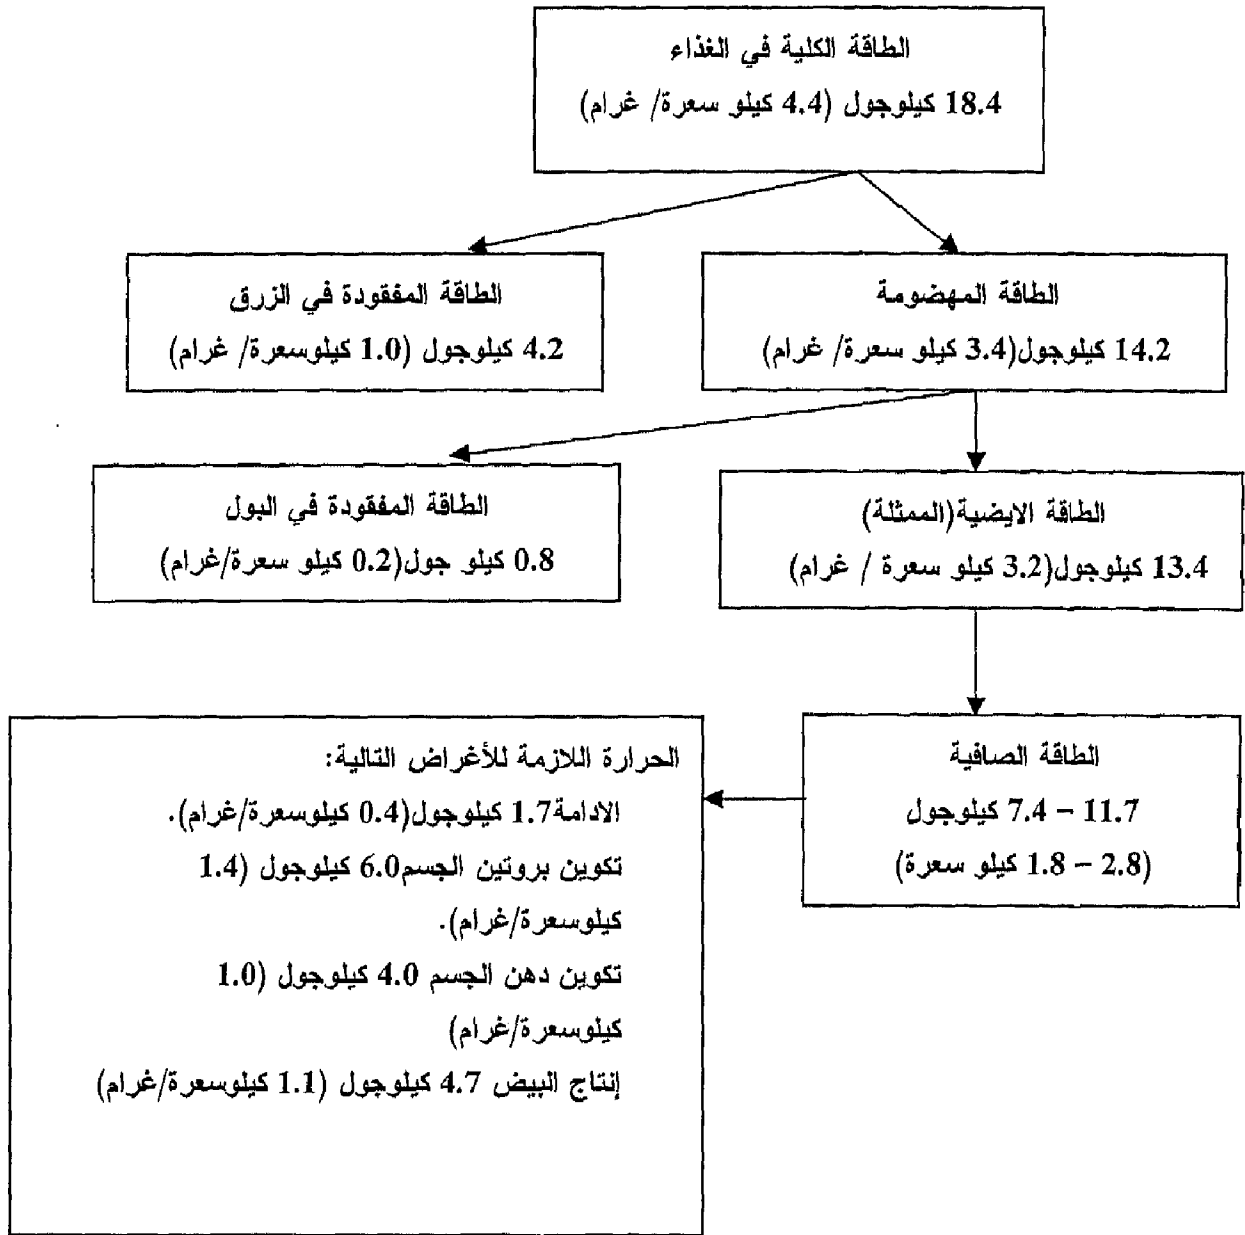 الطاقة الكلية في الغذاء
18.4 كيلوجول (4.4 كيلو سعرة/ غرام)
الطاقة المهضومة
14.2 كيلوجول(3.4 كيلو سعرة/ غرام)
الطاقة المفقودة في الزرق
4.2 كيلوجول (1.0 كيلوسعرة/ غرام)
الطاقة الايضية(الممثلة)
13.4 كيلوجول(3.2 كيلو سعرة / غرام)
الطاقة المفقودة في البول
0.8 كيلو جول(0.2 كيلو سعرة/غرام)
الطاقة الصافية
7.4 – 11.7 كيلوجول
(1.8 – 2.8 كيلو سعرة)
الحرارة اللازمة للأغراض التالية:
الادامة1.7 كيلوجول(0.4 كيلوسعرة/غرام).
تكوين بروتين الجسم6.0 كيلوجول (1.4
كيلوسعرة/غرام).
تكوين دهن الجسم 4.0 كيلوجول (1.0
كيلوسعرة/غرام)
إنتاج البيض 4.7 كيلوجول (1.1 كيلوسعرة/غرام)